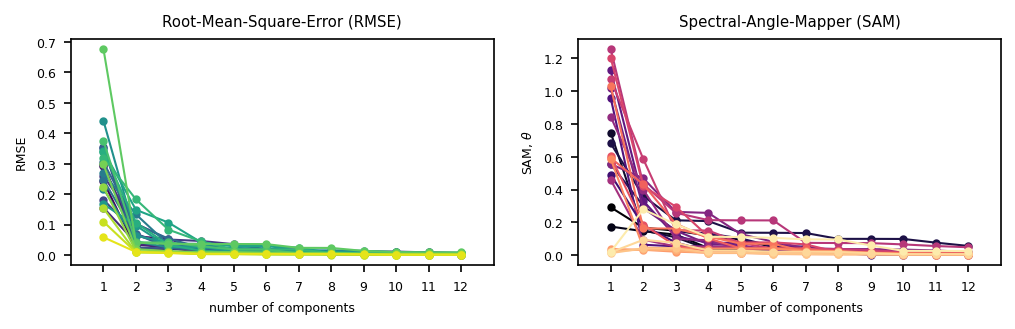 Root-Mean-Square-Error (RMSE)
0.7
0.6
0.5
0.4
0.3
0.2
0.1
0.0
RMSE
1 2 3 4 5 6 7 8 9 10 11 12
number of components
Spectral-Angle-Mapper (SAM)
1.2
1.0
0.8
0.6
0.4
0.2
0.0
SAM, θ
1 2 3 4 5 6 7 8 9 10 11 12
number of components